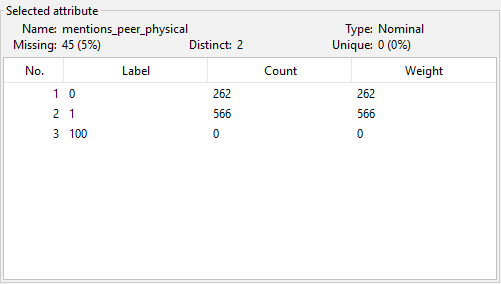 Selected attribute
Name: mentions_peer_physical Type: Nominal
Missing: 45 (5%) Distinct: 2 Unique: 0 (0%)
No. Label Count Weight
1 0 262 262
2 1 566 566
3 100 0 0